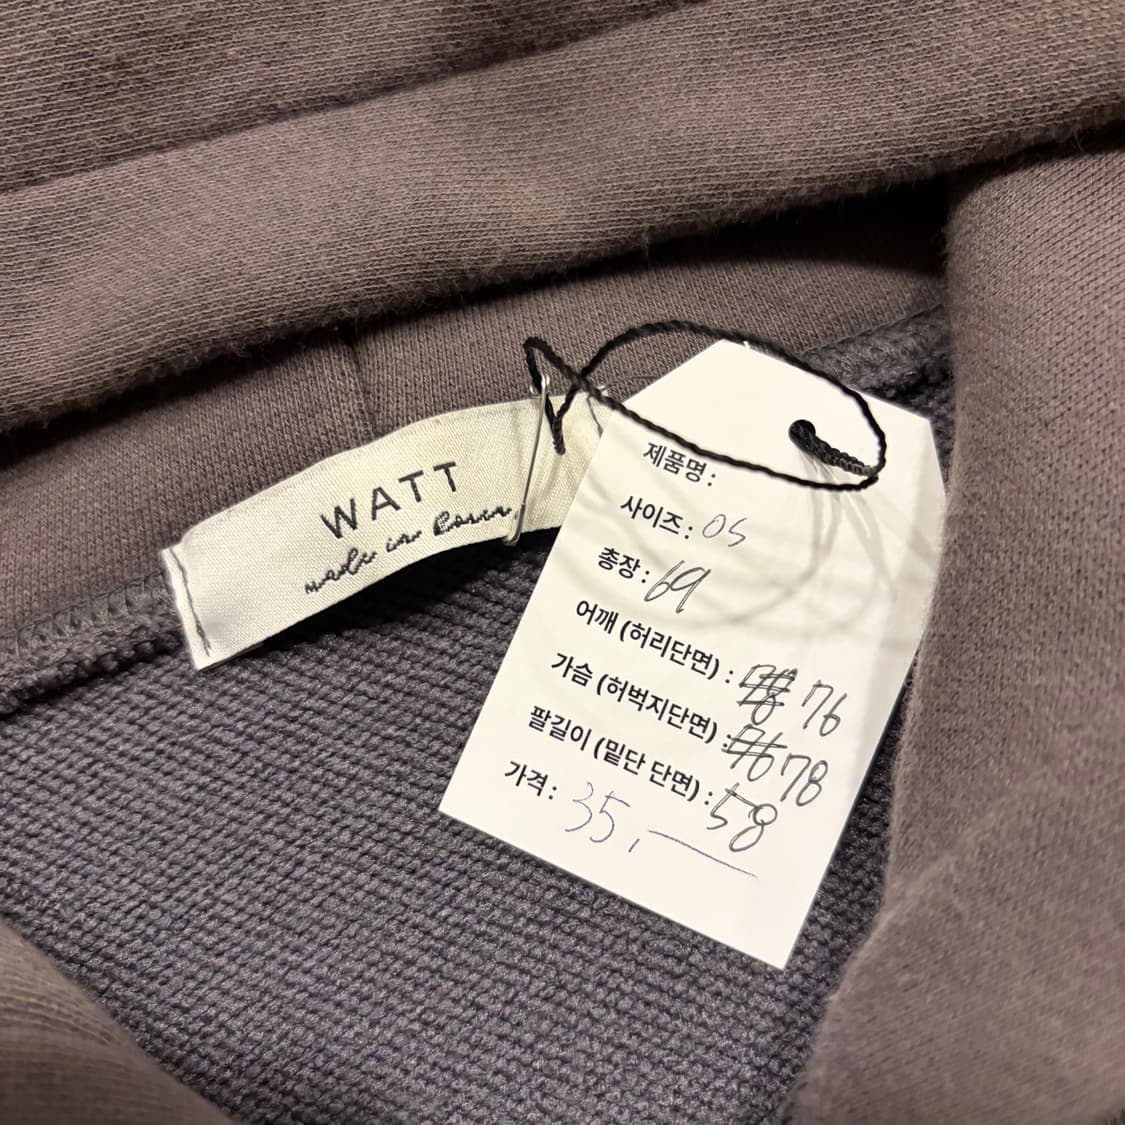 WATT
made in Korea
제품명 :
사이즈 : OS
총장 : 69
어깨 (허리단면) : 76
가슴 (허벅지단면) : 78
팔길이 (밑단 단면) : 58
가격 : 35,—